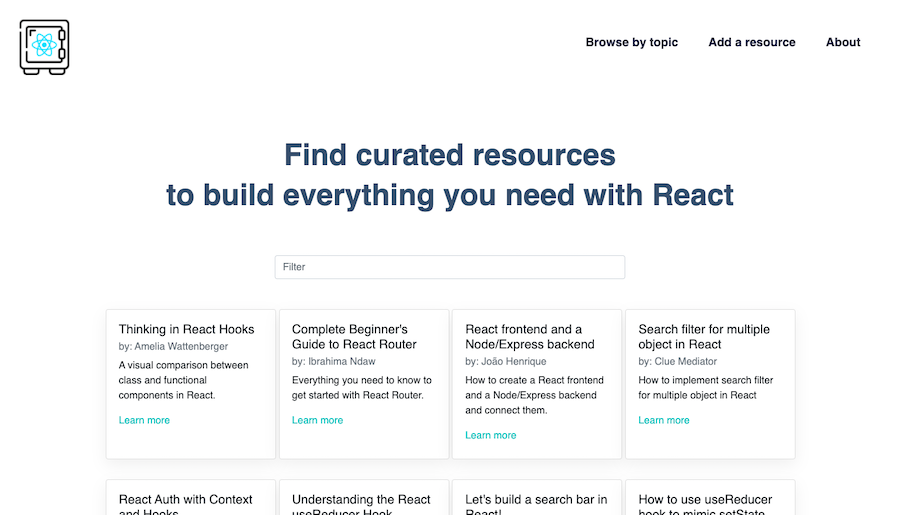 Browse by topic Add a resource About
Find curated resources
to build everything you need with React
Filter
Thinking in React Hooks
by: Amelia Wattenberger
A visual comparison between
class and functional
components in React.
Learn more
Complete Beginner's
Guide to React Router
by: Ibrahima Ndaw
Everything you need to know to
get started with React Router.
Learn more
React frontend and a
Node/Express backend
by: João Henrique
How to create a React frontend
and a Node/Express backend
and connect them.
Learn more
Search filter for multiple
object in React
by: Clue Mediator
How to implement search filter
for multiple object in React
Learn more
React Auth with Context
and Hooks
Understanding the React
useReducer Hook
Let's build a search bar in
React!
How to use useReducer
hook to mimic setState